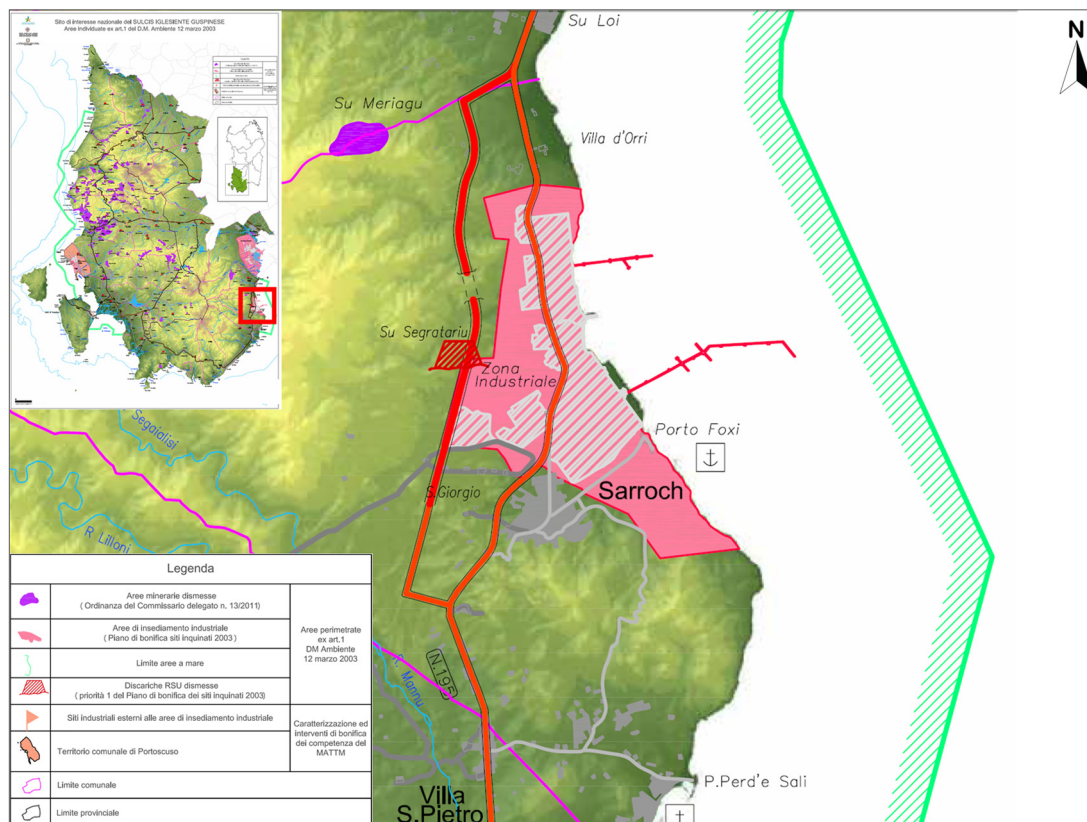 Sito di interesse nazionale del SULCIS IGLESIENTE GUSPINESE
Aree Individuate ex art.1 del D.M. Ambiente 12 marzo 2003
Su Loi
N
Su Meriagu
Villa d'Orri
Su Segratariu
Zona
Industriale
Porto Foxi
Segaialisi
S.Giorgio
Sarroch
R. Lilloni
R. Mannu
N.195
P.Perd'e Sali
Villa
S.Pietro
Legenda
Aree minerarie dismesse
( Ordinanza del Commissario delegato n. 13/2011)
Aree di insediamento industriale
( Piano di bonifica siti inquinati 2003 )
Limite aree a mare
Discariche RSU dismesse
( priorità 1 del Piano di bonifica dei siti inquinati 2003)
Aree perimetrate
ex art.1
DM Ambiente
12 marzo 2003
Siti industriali esterni alle aree di insediamento industriale
Territorio comunale di Portoscuso
Caratterizzazione ed
interventi di bonifica
dei competenza del
MATTM
Limite comunale
Limite provinciale